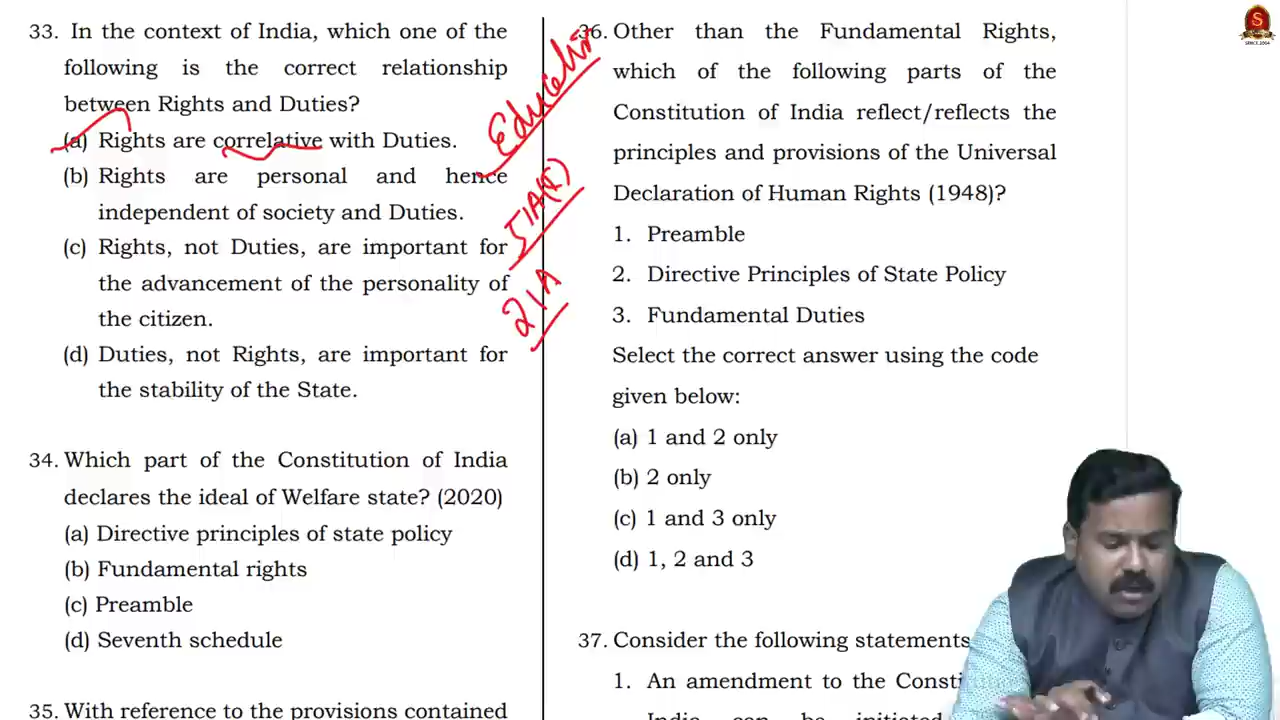 33. In the context of India, which one of the
following is the correct relationship
between Rights and Duties?
(a) Rights are correlative with Duties.
(b) Rights are personal and hence
independent of society and Duties.
(c) Rights, not Duties, are important for
the advancement of the personality of
the citizen.
(d) Duties, not Rights, are important for
the stability of the State.
34. Which part of the Constitution of India
declares the ideal of Welfare state? (2020)
(a) Directive principles of state policy
(b) Fundamental rights
(c) Preamble
(d) Seventh schedule
35. With reference to the provisions contained
Education
51A(k)
21A
36. Other than the Fundamental Rights,
which of the following parts of the
Constitution of India reflect/reflects the
principles and provisions of the Universal
Declaration of Human Rights (1948)?
1. Preamble
2. Directive Principles of State Policy
3. Fundamental Duties
Select the correct answer using the code
given below:
(a) 1 and 2 only
(b) 2 only
(c) 1 and 3 only
(d) 1, 2 and 3
37. Consider the following statements
1. An amendment to the
India can be initiated
S
SINCE 2004